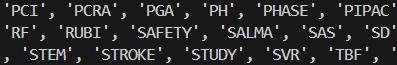 'PCI', 'PCRA', 'PGA', 'PH', 'PHASE', 'PIPAC'
'RF', 'RUBI', 'SAFETY', 'SALMA', 'SAS', 'SD'
, 'STEM', 'STROKE', 'STUDY', 'SVR', 'TBF', '